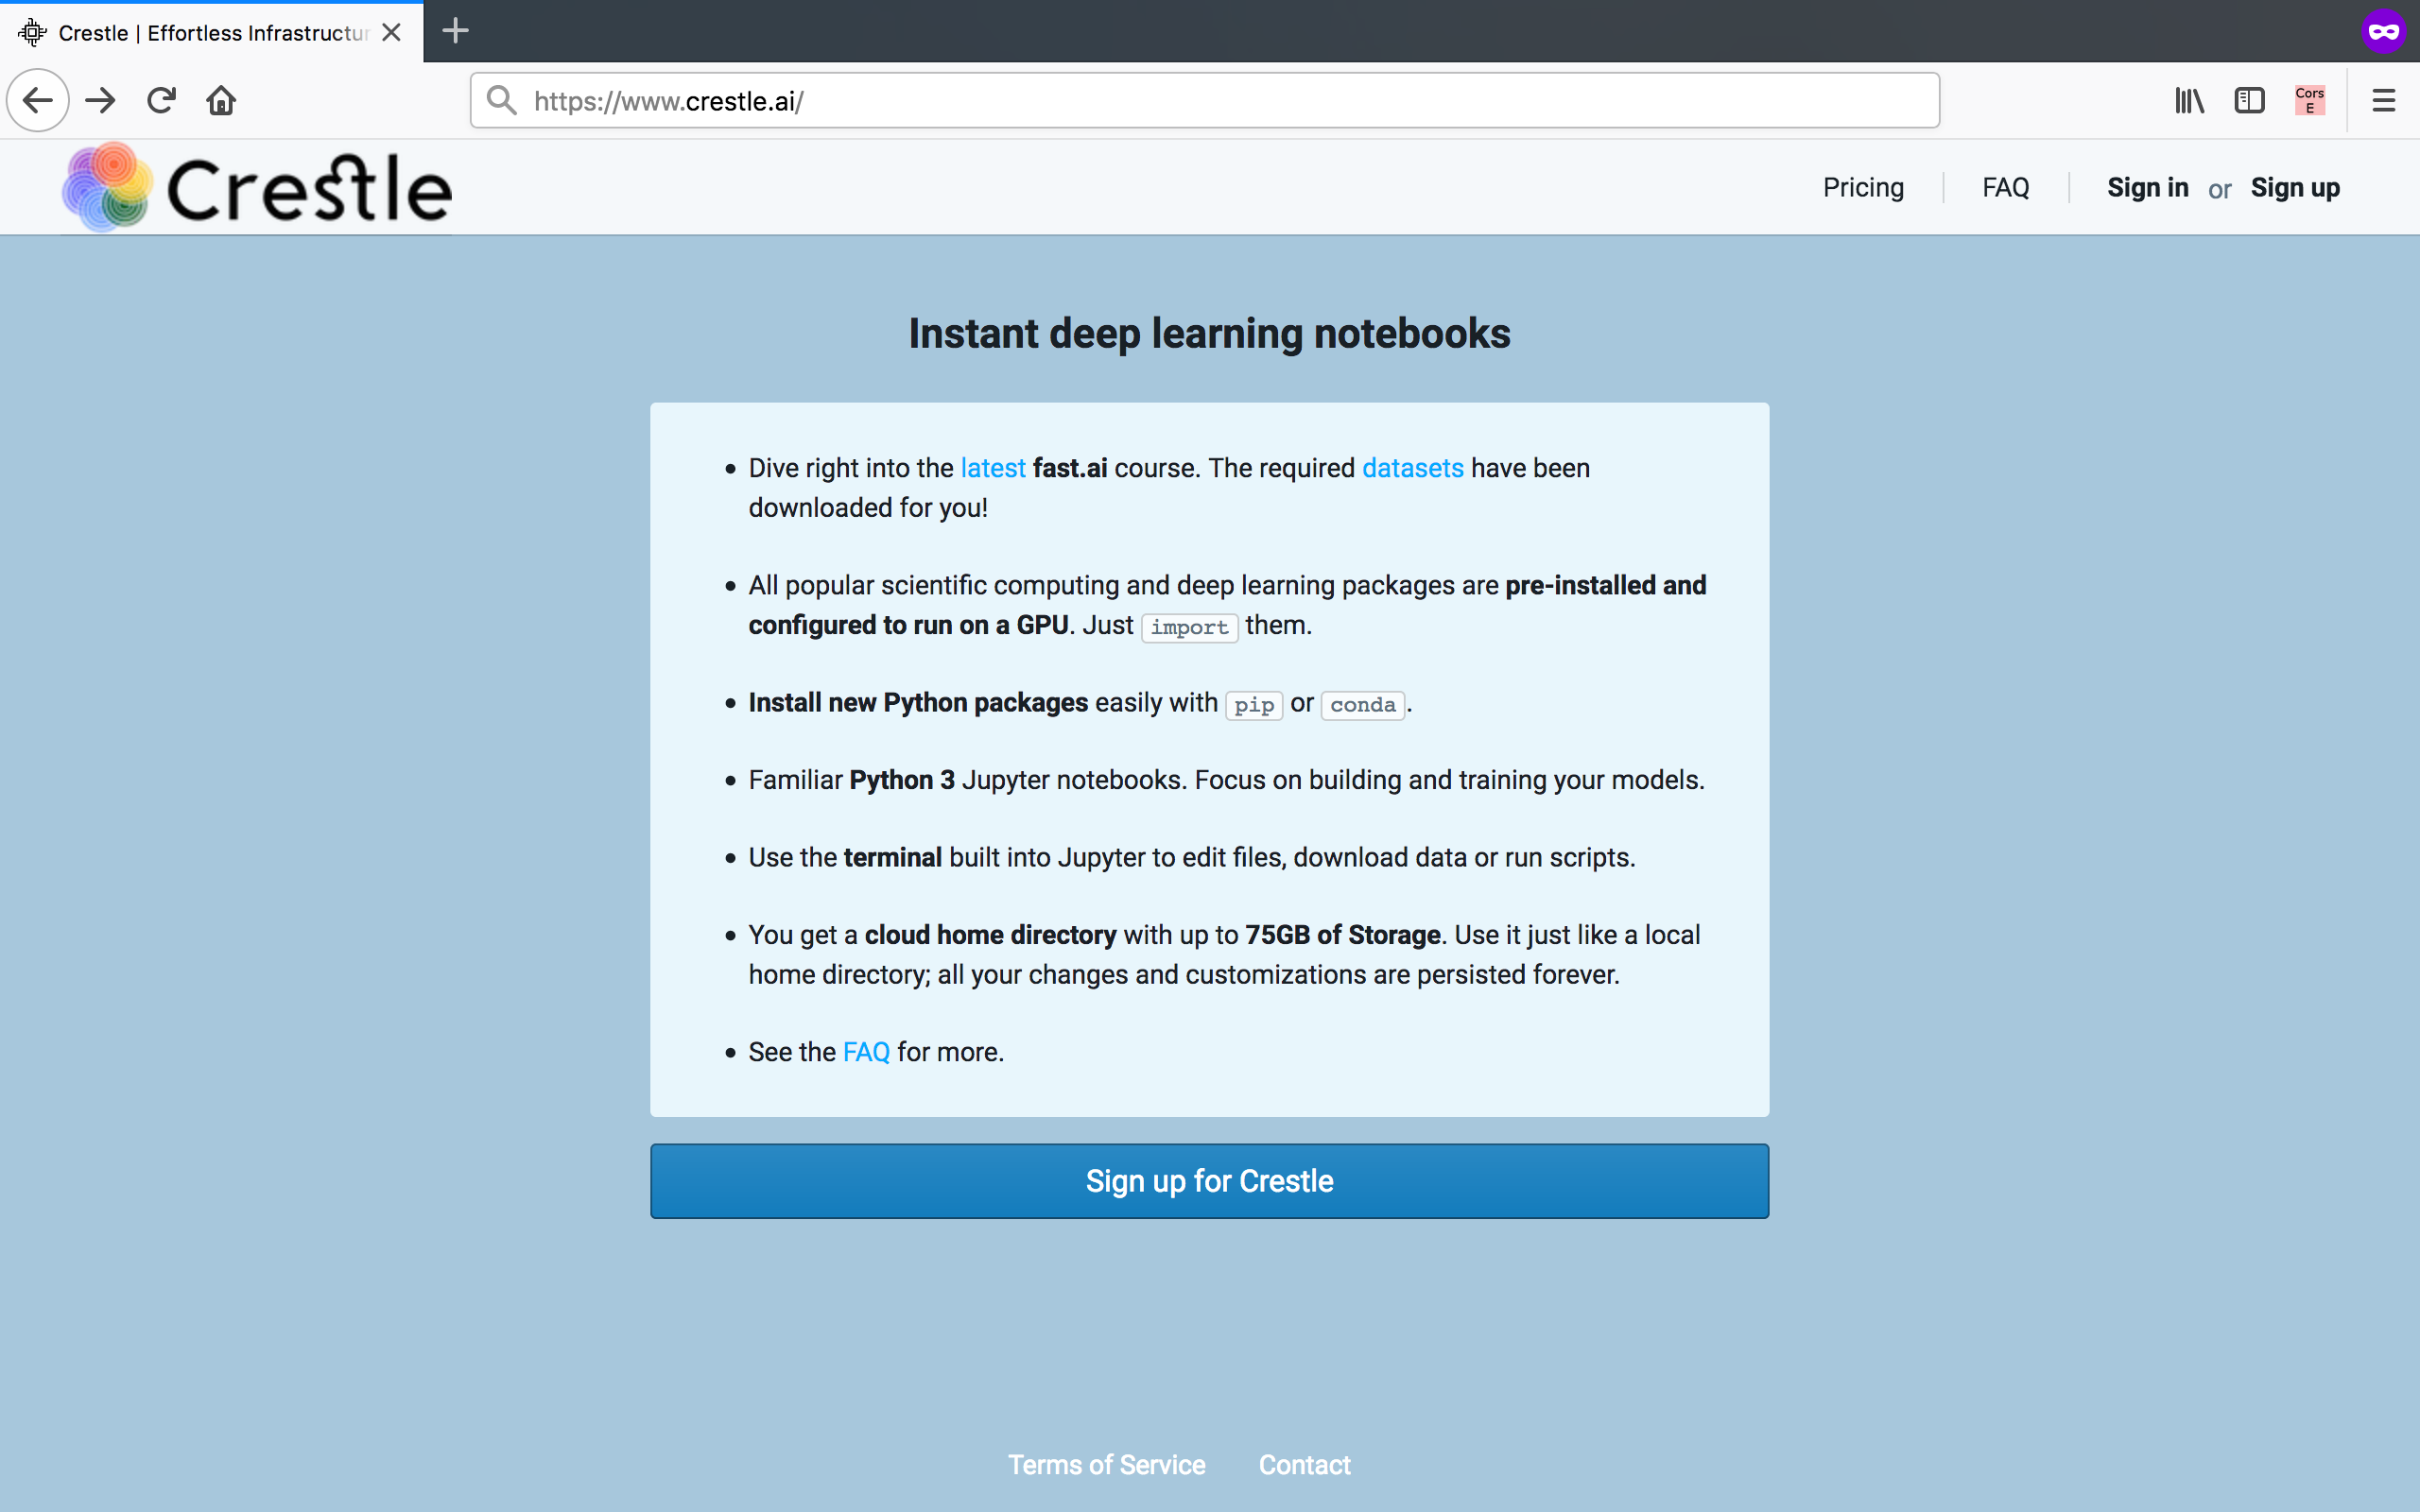 Crestle | Effortless Infrastructur
https://www.crestle.ai/
Cors
E
Crestle
Pricing
FAQ
Sign in or Sign up
Instant deep learning notebooks
• Dive right into the latest fast.ai course. The required datasets have been
downloaded for you!
• All popular scientific computing and deep learning packages are pre-installed and
configured to run on a GPU. Just import them.
• Install new Python packages easily with pip or conda.
• Familiar Python 3 Jupyter notebooks. Focus on building and training your models.
• Use the terminal built into Jupyter to edit files, download data or run scripts.
• You get a cloud home directory with up to 75GB of Storage. Use it just like a local
home directory; all your changes and customizations are persisted forever.
• See the FAQ for more.
Sign up for Crestle
Terms of Service Contact